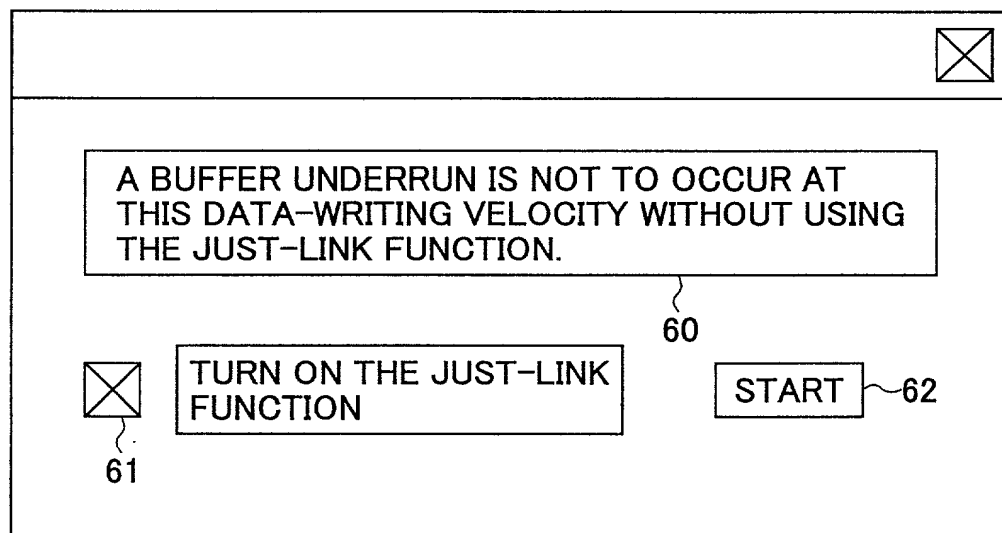 A BUFFER UNDERRUN IS NOT TO OCCUR AT
THIS DATA-WRITING VELOCITY WITHOUT USING
THE JUST-LINK FUNCTION.
60
TURN ON THE JUST-LINK
FUNCTION
START
62
61